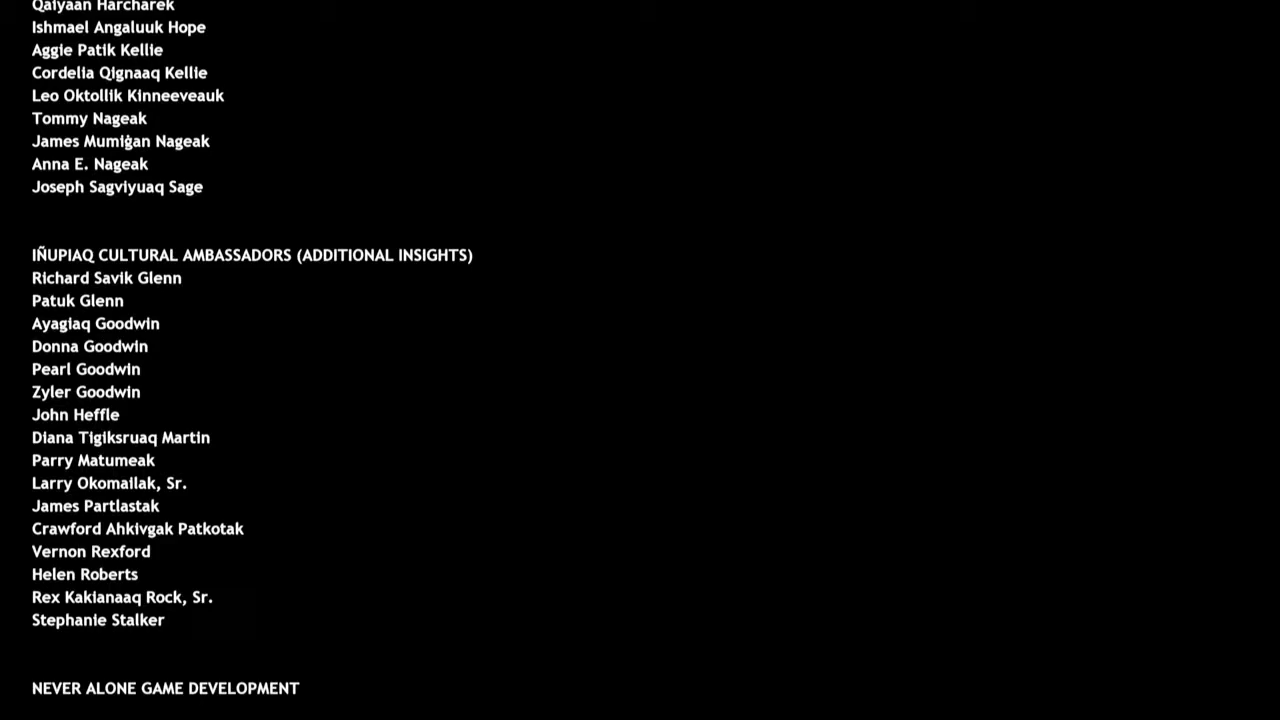 Qaiyaan Harcharek
Ishmael Angaluuk Hope
Aggie Patik Kellie
Cordelia Qignaaq Kellie
Leo Oktollik Kinneeveauk
Tommy Nageak
James Mumiġan Nageak
Anna E. Nageak
Joseph Sagviyuaq Sage
IÑUPIAQ CULTURAL AMBASSADORS (ADDITIONAL INSIGHTS)
Richard Savik Glenn
Patuk Glenn
Ayagiaq Goodwin
Donna Goodwin
Pearl Goodwin
Zyler Goodwin
John Heffle
Diana Tigiksruaq Martin
Parry Matumeak
Larry Okomailak, Sr.
James Partlastak
Crawford Ahkivgak Patkotak
Vernon Rexford
Helen Roberts
Rex Kakianaaq Rock, Sr.
Stephanie Stalker
NEVER ALONE GAME DEVELOPMENT